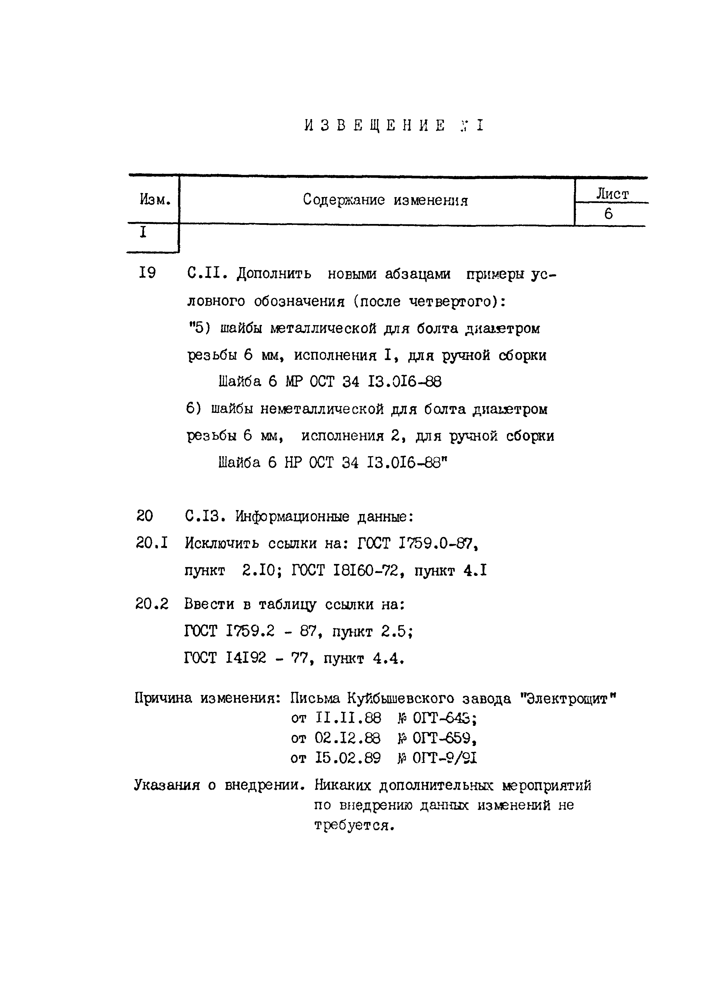 ИЗВЕЩЕНИЕ № I
Изм. Содержание изменения Лист
6
I
I9 С.II. Дополнить новыми абзацами примеры ус-
ловного обозначения (после четвертого):
"5) шайбы металлической для болта диаметром
резьбы 6 мм, исполнения I, для ручной сборки
Шайба 6 МР ОСТ 34 I3.0I6-88
6) шайбы неметаллической для болта диаметром
резьбы 6 мм, исполнения 2, для ручной сборки
Шайба 6 НР ОСТ 34 I3.0I6-88"
20 С.I3. Информационные данные:
20.I Исключить ссылки на: ГОСТ I759.0-87,
пункт 2.I0; ГОСТ I8I60-72, пункт 4.I
20.2 Ввести в таблицу ссылки на:
ГОСТ I759.2 - 87, пункт 2.5;
ГОСТ I4I92 - 77, пункт 4.4.
Причина изменения: Письма Куйбышевского завода "Электрощит"
от II.II.88 № ОГТ-643;
от 02.I2.88 № ОГТ-659,
от I5.02.89 № ОГТ-9/9I
Указания о внедрении. Никаких дополнительных мероприятий
по внедрению данных изменений не
требуется.